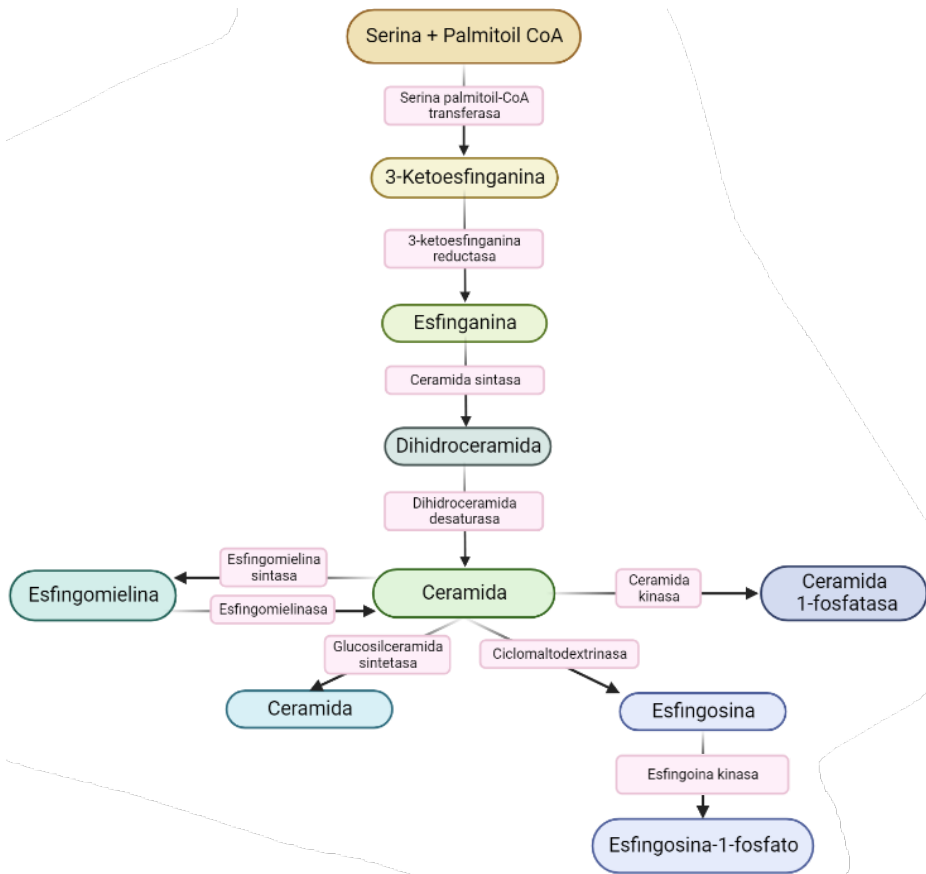 Serina + Palmitoil CoA
Serina palmitoil-CoA
transferasa
3-Ketoesfinganina
3-ketoesfinganina
reductasa
Esfinganina
Ceramida sintasa
Dihidroceramida
Dihidroceramida
desaturasa
Esfingomielina
sintasa
Esfingomielina
Esfingomielinasa
Ceramida
Ceramida
kinasa
Ceramida
1-fosfatasa
Glucosilceramida
sintetasa
Ciclomaltodextrinasa
Ceramida
Esfingosina
Esfingoina kinasa
Esfingosina-1-fosfato